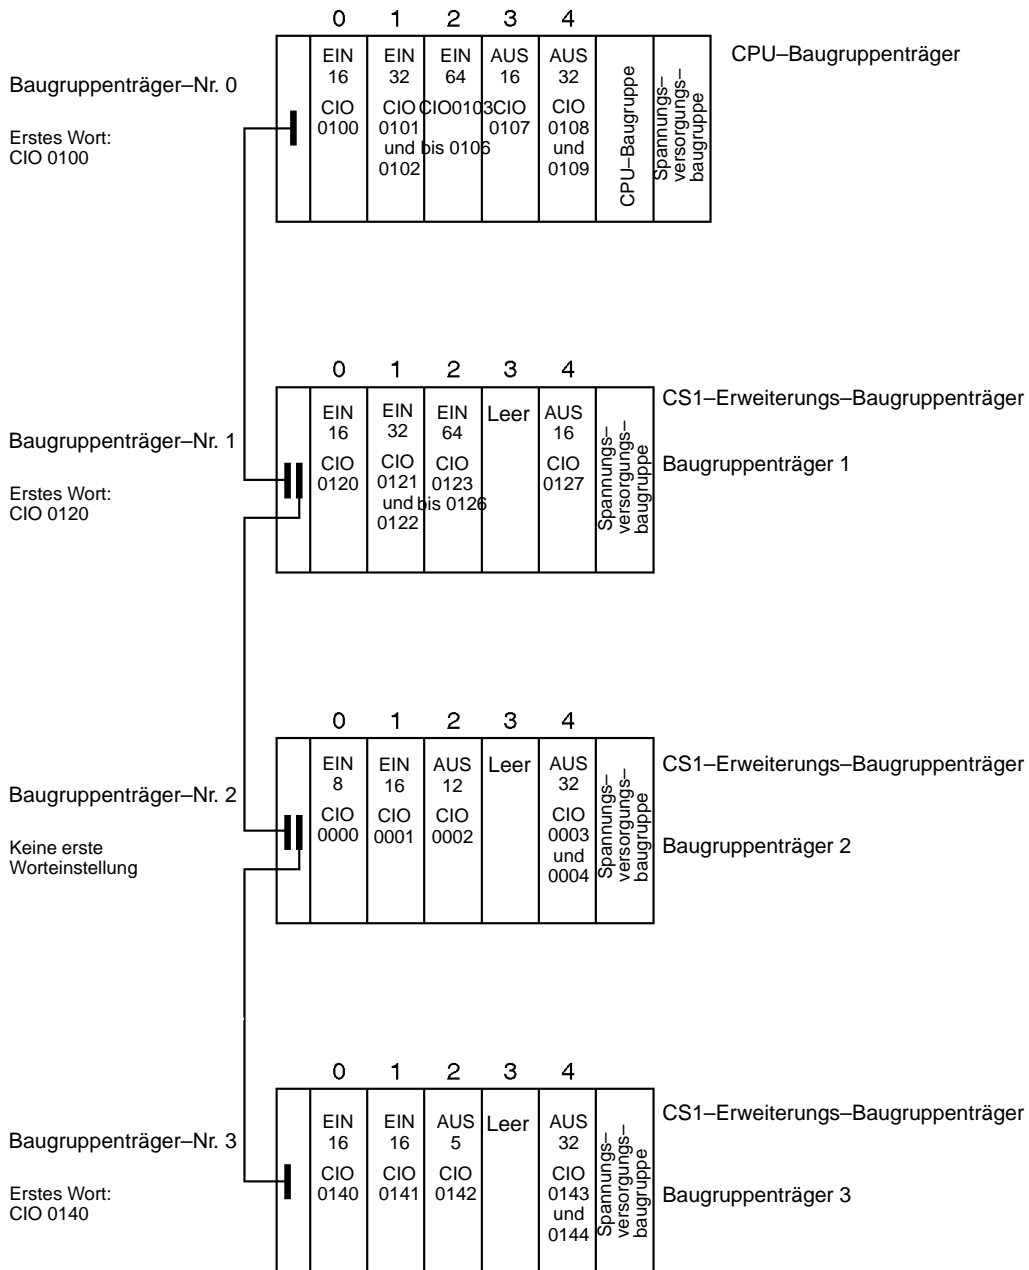 0 1 2 3 4
CPU–Baugruppenträger
Baugruppenträger–Nr. 0
Erstes Wort:
CIO 0100
EIN
16
CIO
0100
EIN
32
CIO
0101
und
0102
EIN
64
CIO0103
bis 0106
AUS
16
CIO
0107
AUS
32
CIO
0108
und
0109
CPU–Baugruppe
Spannungs–
versorgungs–
baugruppe
0 1 2 3 4
CS1–Erweiterungs–Baugruppenträger
Baugruppenträger 1
Baugruppenträger–Nr. 1
Erstes Wort:
CIO 0120
EIN
16
CIO
0120
EIN
32
CIO
0121
und
0122
EIN
64
CIO
0123
bis 0126
Leer
AUS
16
CIO
0127
Spannungs–
versorgungs–
baugruppe
0 1 2 3 4
CS1–Erweiterungs–Baugruppenträger
Baugruppenträger 2
Baugruppenträger–Nr. 2
Keine erste
Worteinstellung
EIN
8
CIO
0000
EIN
16
CIO
0001
AUS
12
CIO
0002
Leer
AUS
32
CIO
0003
und
0004
Spannungs–
versorgungs–
baugruppe
0 1 2 3 4
CS1–Erweiterungs–Baugruppenträger
Baugruppenträger 3
Baugruppenträger–Nr. 3
Erstes Wort:
CIO 0140
EIN
16
CIO
0140
EIN
16
CIO
0141
AUS
5
CIO
0142
Leer
AUS
32
CIO
0143
und
0144
Spannungs–
versorgungs–
baugruppe